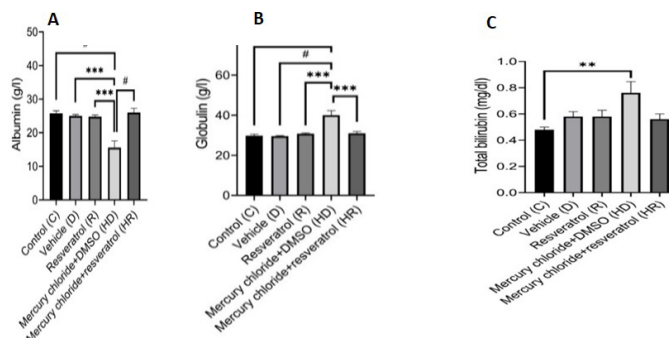 A
Albumin (g/l)
50
40
30
20
10
0
***
***
#
Control (C)
Vehicle (D)
Resveratrol (R)
Mercury chloride+DMSO (HD)
Mercury chloride+resveratrol (HR)
B
Globulin (g/l)
60
40
20
0
#
***
***
Control (C)
Vehicle (D)
Resveratrol (R)
Mercury chloride+DMSO (HD)
Mercury chloride+resveratrol (HR)
C
Total bilirubin (mg/dl)
1.0
0.8
0.6
0.4
0.2
0.0
**
Control (C)
Vehicle (D)
Resveratrol (R)
Mercury chloride+DMSO (HD)
Mercury chloride+resveratrol (HR)